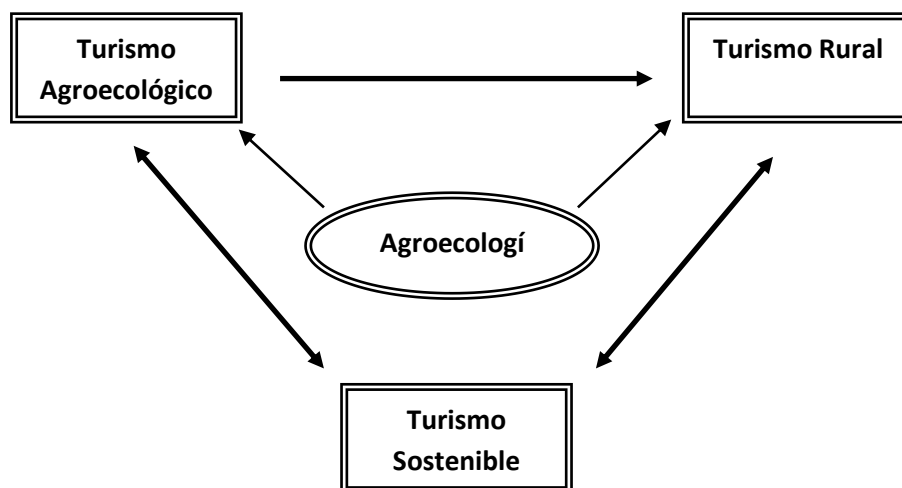 Turismo
Agroecológico
Turismo Rural
Agroecologí
Turismo
Sostenible